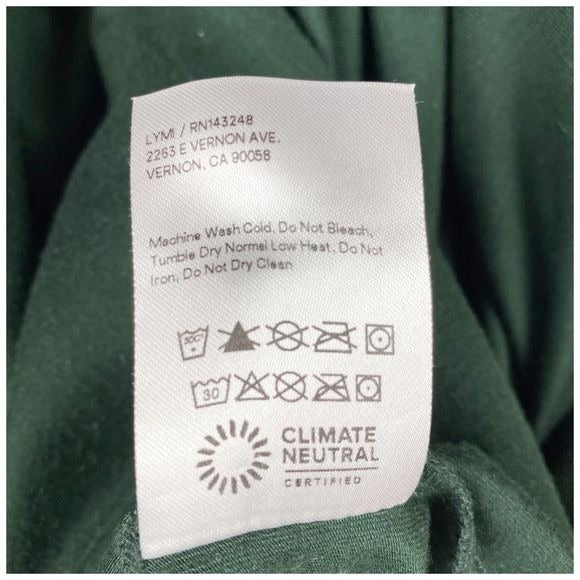 LYMI / RN143248
2263 E VERNON AVE.
VERNON, CA 90058
Machine Wash Cold, Do Not Bleach,
Tumble Dry Normal Low Heat, Do Not
Iron, Do Not Dry Clean
30C
30
CLIMATE
NEUTRAL
CERTIFIED